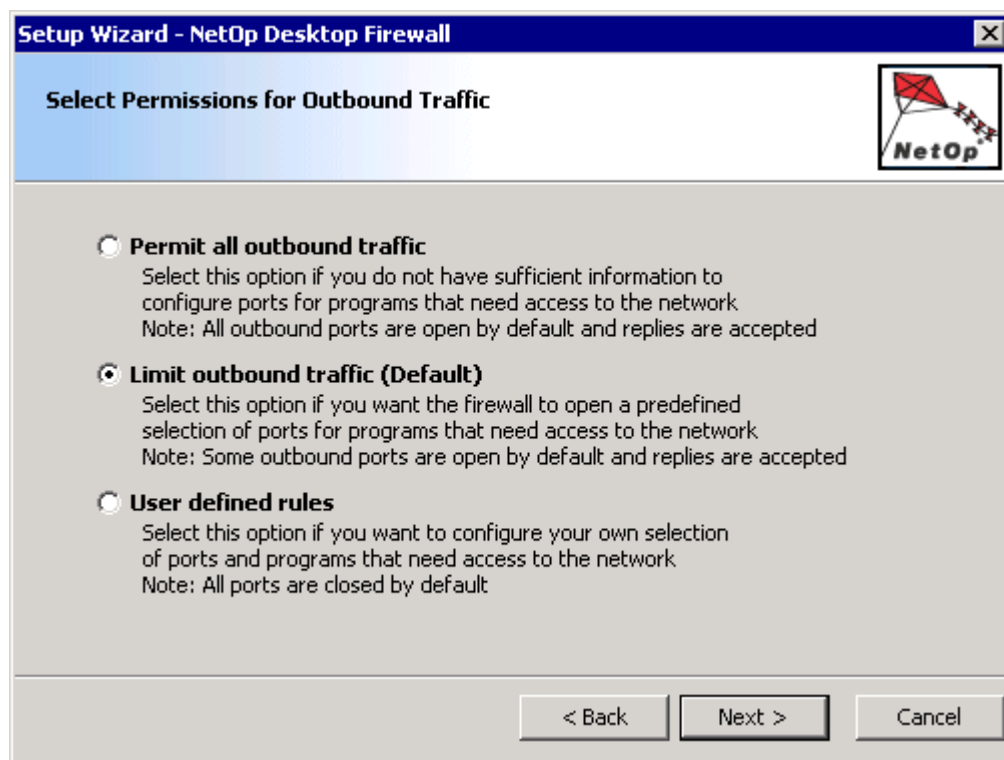 Setup Wizard - NetOp Desktop Firewall
Select Permissions for Outbound Traffic
NetOp®
Permit all outbound traffic
Select this option if you do not have sufficient information to
configure ports for programs that need access to the network
Note: All outbound ports are open by default and replies are accepted
Limit outbound traffic (Default)
Select this option if you want the firewall to open a predefined
selection of ports for programs that need access to the network
Note: Some outbound ports are open by default and replies are accepted
User defined rules
Select this option if you want to configure your own selection
of ports and programs that need access to the network
Note: All ports are closed by default
< Back
Next >
Cancel